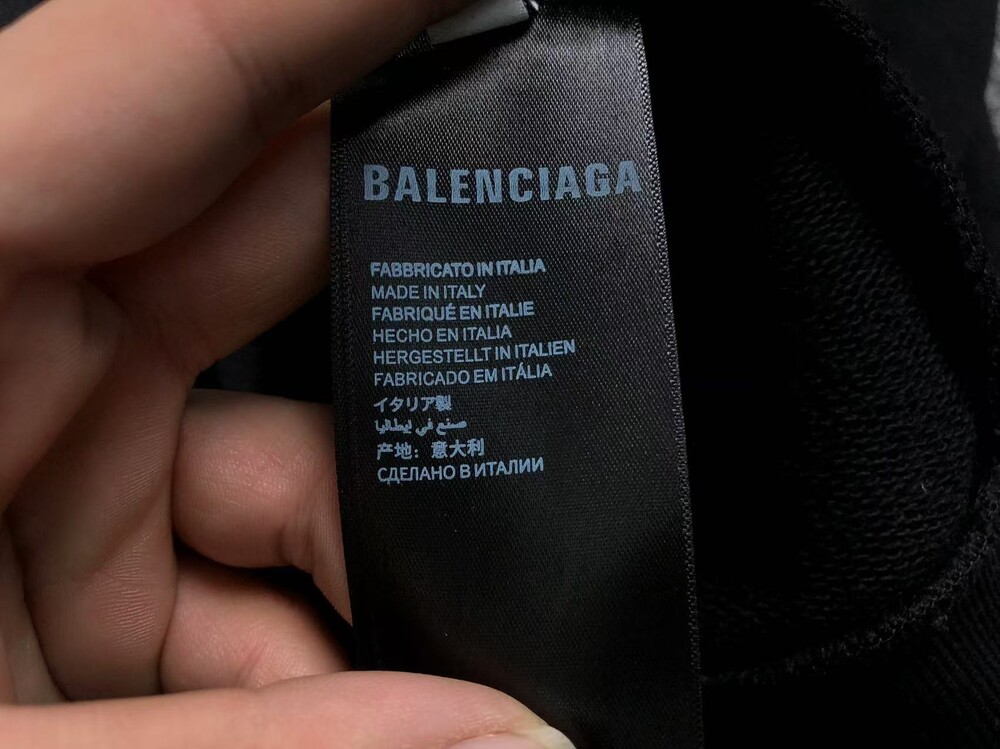 BALENCIAGA
FABBRICATO IN ITALIA
MADE IN ITALY
FABRIQUÉ EN ITALIE
HECHO EN ITALIA
HERGESTELLT IN ITALIEN
FABRICADO EM ITÁLIA
イタリア製
صنع في إيطاليا
产地：意大利
СДЕЛАНО В ИТАЛИИ